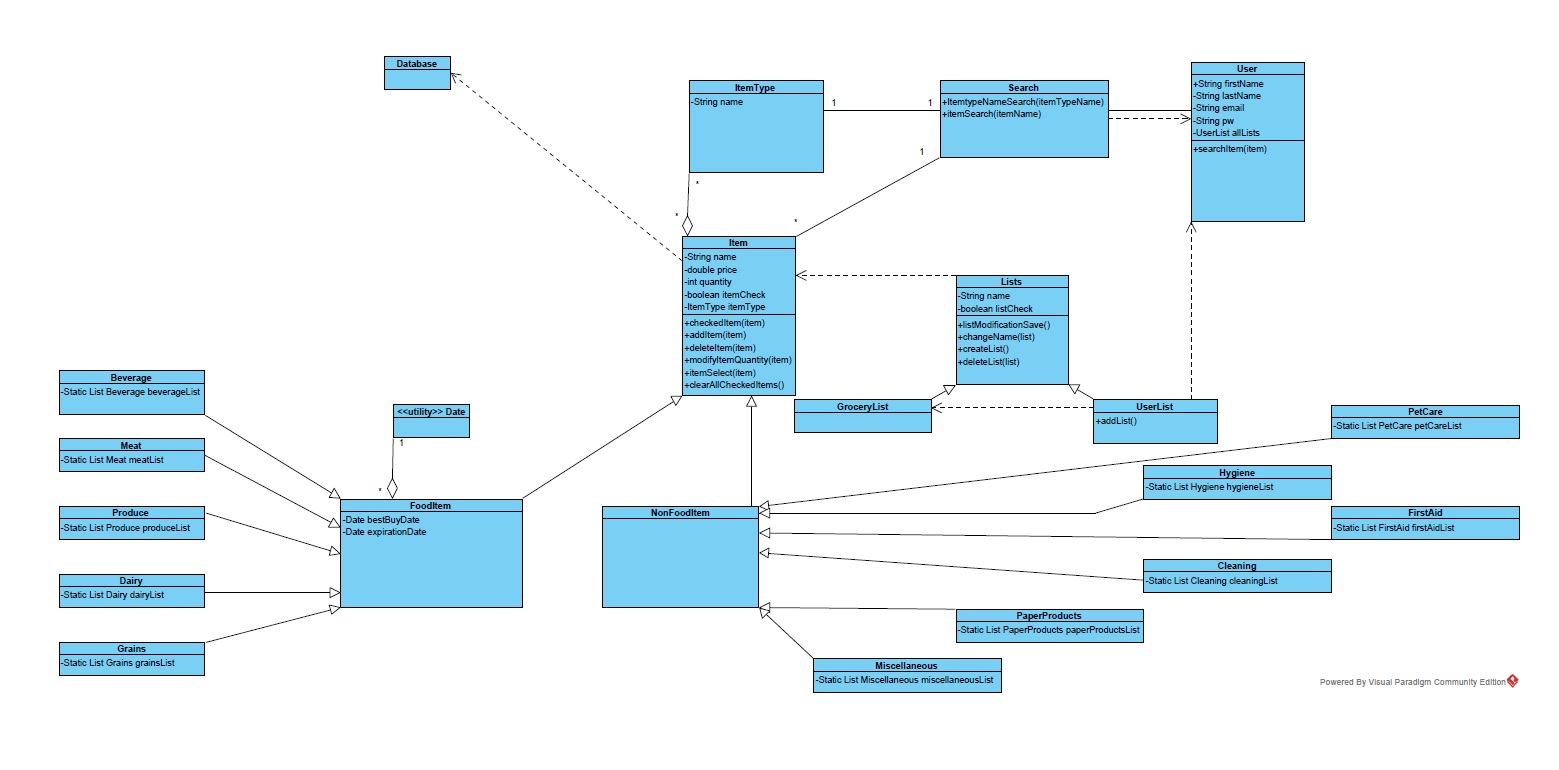 Database
ItemType
-String name
1
1
Search
+ItemtypeNameSearch(itemTypeName)
+itemSearch(itemName)
User
+String firstName
-String lastName
-String email
-String pw
-UserList allLists
+searchItem(item)
1
*
*
*
Item
-String name
-double price
-int quantity
-boolean itemCheck
-ItemType itemType
+checkedItem(item)
+addItem(item)
+deleteItem(item)
+modifyItemQuantity(item)
+itemSelect(item)
+clearAllCheckedItems()
Lists
-String name
-boolean listCheck
+listModificationSave()
+changeName(list)
+createList()
+deleteList(list)
GroceryList
UserList
+addList()
Beverage
-Static List Beverage beverageList
<<utility>> Date
1
*
Meat
-Static List Meat meatList
Produce
-Static List Produce produceList
Dairy
-Static List Dairy dairyList
Grains
-Static List Grains grainsList
FoodItem
-Date bestBuyDate
-Date expirationDate
NonFoodItem
PetCare
-Static List PetCare petCareList
Hygiene
-Static List Hygiene hygieneList
FirstAid
-Static List FirstAid firstAidList
Cleaning
-Static List Cleaning cleaningList
PaperProducts
-Static List PaperProducts paperProductsList
Miscellaneous
-Static List Miscellaneous miscellaneousList
Powered By Visual Paradigm Community Edition